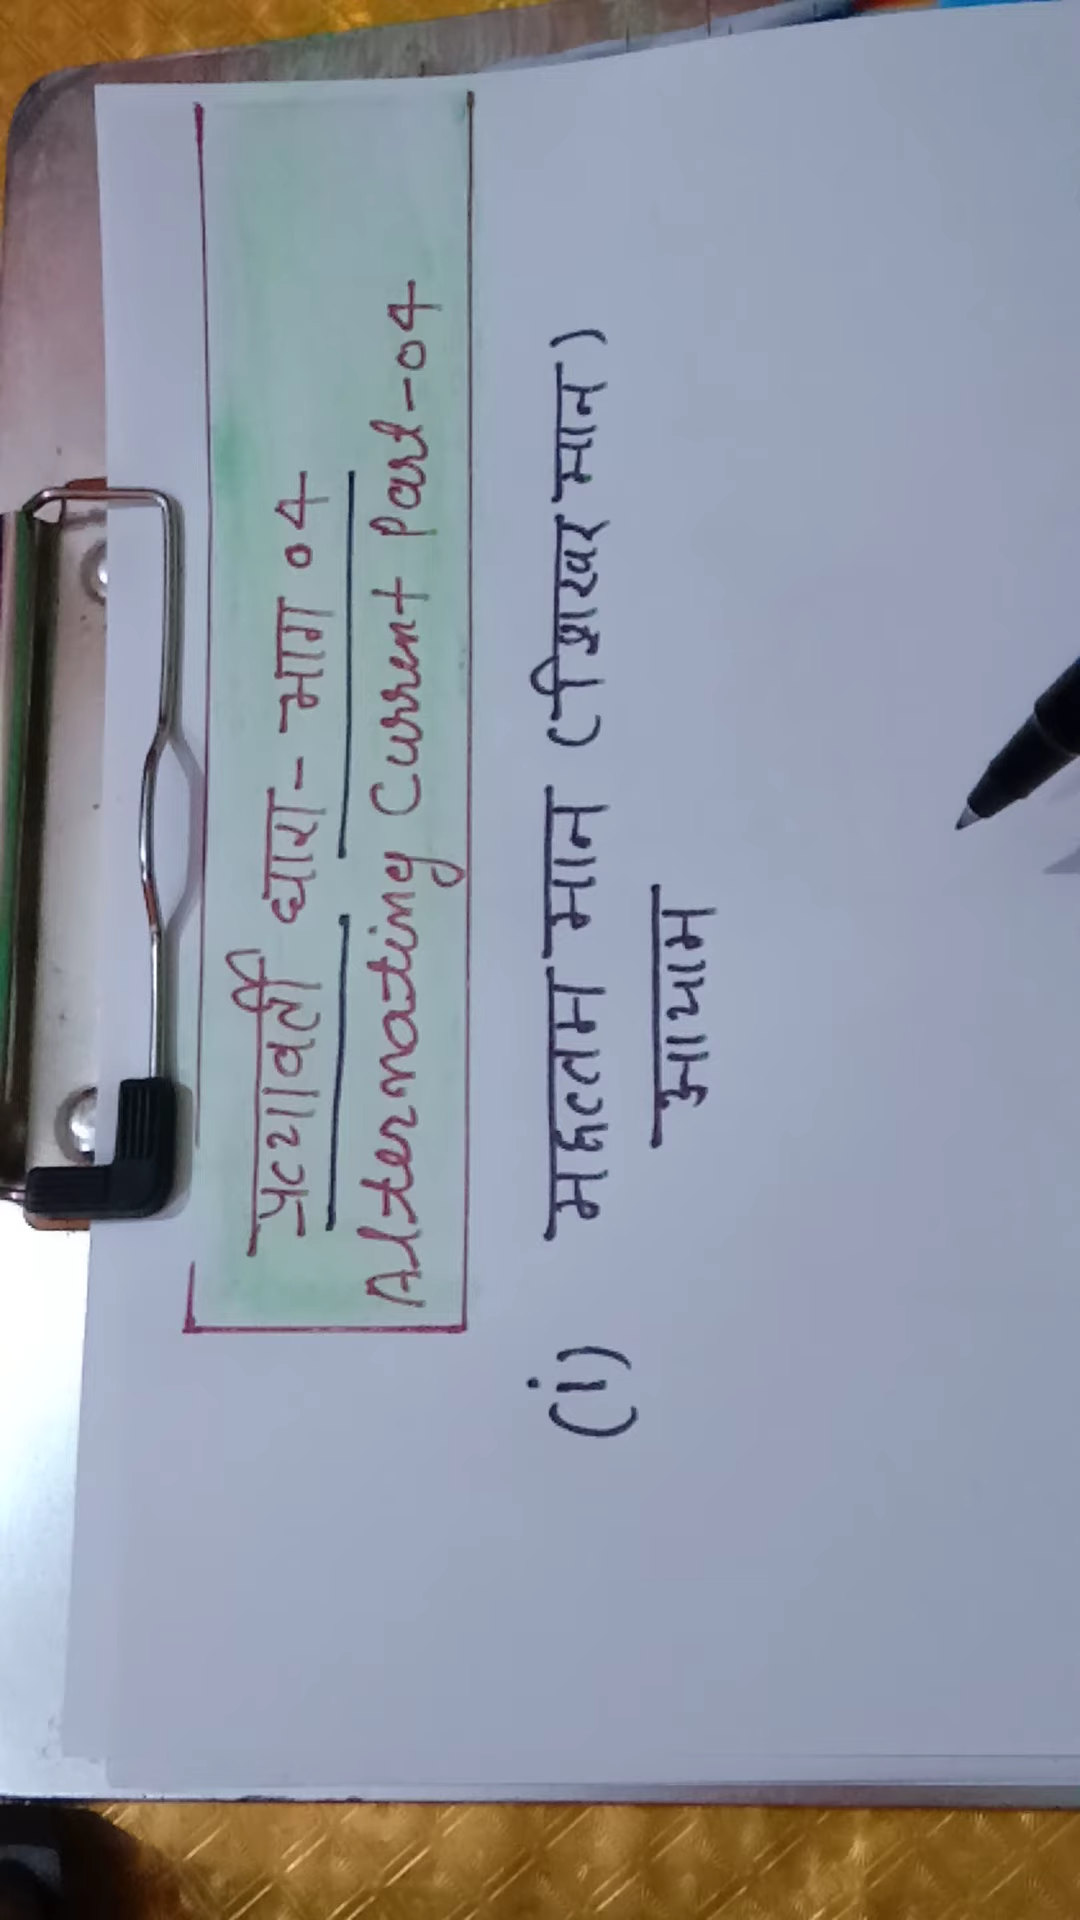 प्रत्यावर्ती धारा - भाग 04
Alternating Current Part-04
(i) महत्तम मान (शिखर मान)
आयाम